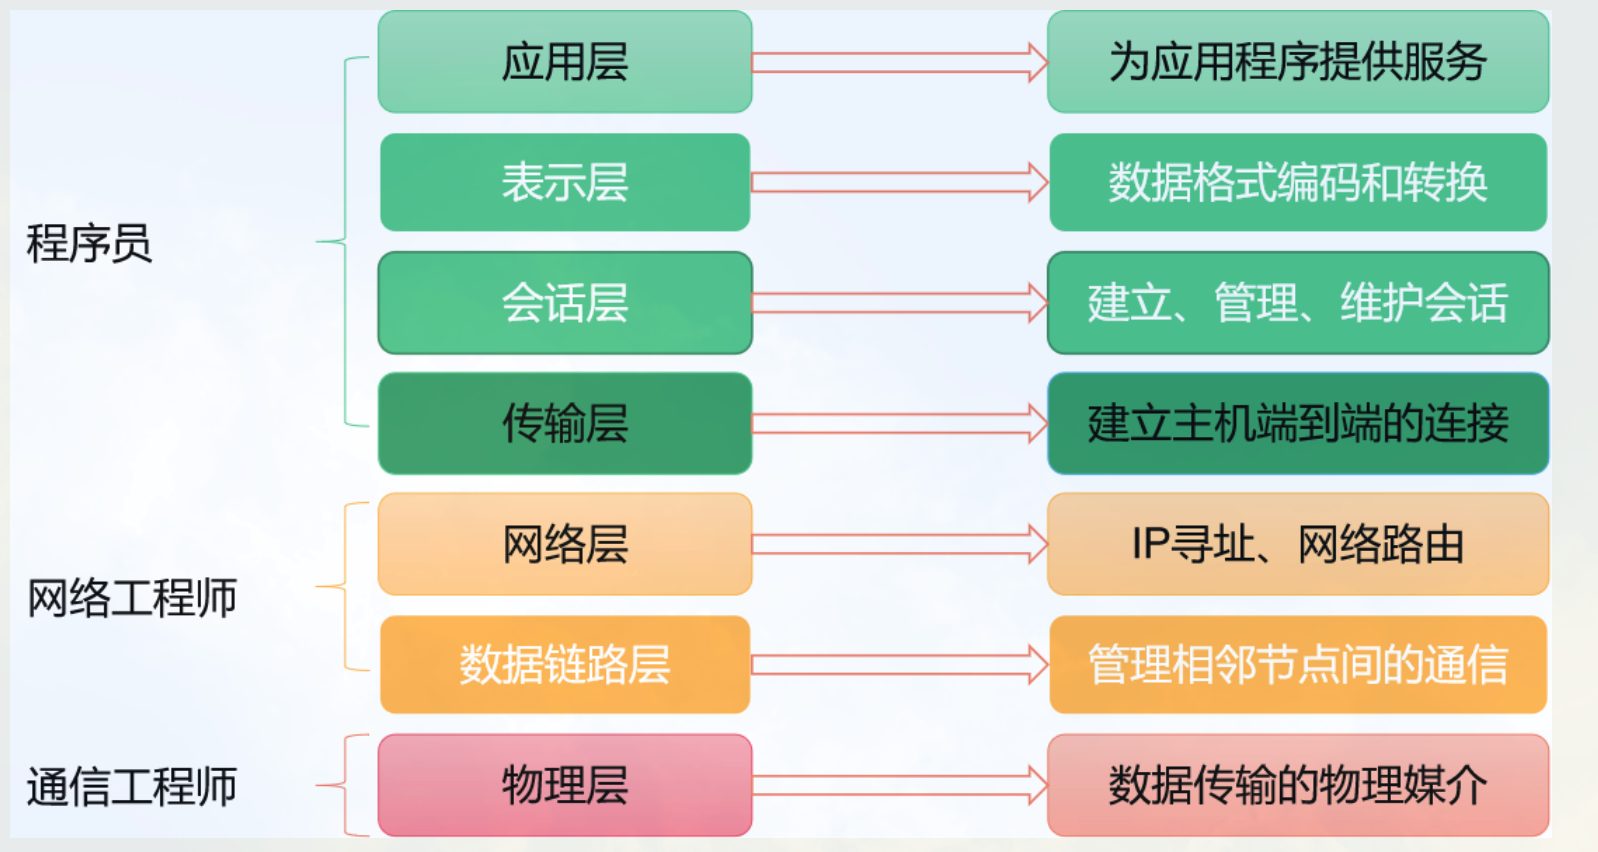 应用层
为应用程序提供服务
表示层
数据格式编码和转换
程序员
会话层
建立、管理、维护会话
传输层
建立主机端到端的连接
网络层
IP寻址、网络路由
网络工程师
数据链路层
管理相邻节点间的通信
通信工程师
物理层
数据传输的物理媒介